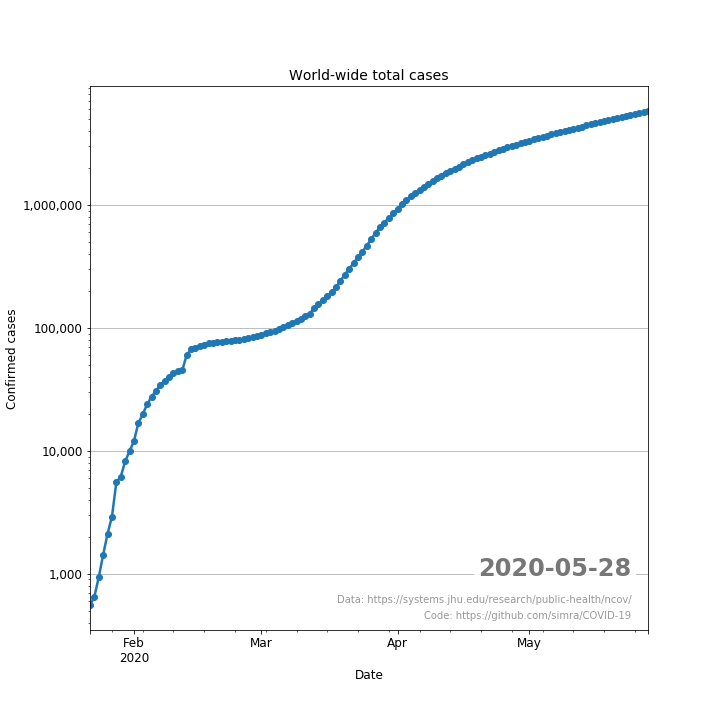 World-wide total cases
Confirmed cases
1,000,000
100,000
10,000
1,000
2020-05-28
Data: https://systems.jhu.edu/research/public-health/ncov/
Code: https://github.com/simra/COVID-19
Feb Mar Apr May
2020
Date